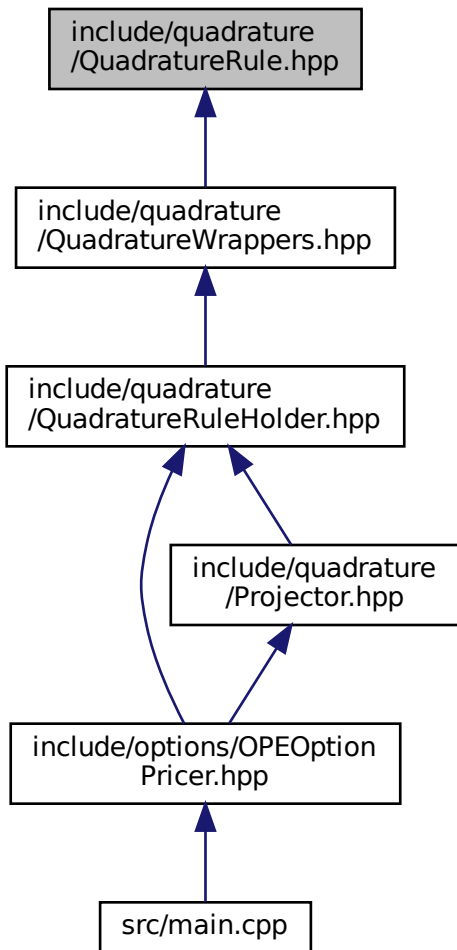 include/quadrature
/QuadratureRule.hpp
include/quadrature
/QuadratureWrappers.hpp
include/quadrature
/QuadratureRuleHolder.hpp
include/quadrature
/Projector.hpp
include/options/OPEOption
Pricer.hpp
src/main.cpp